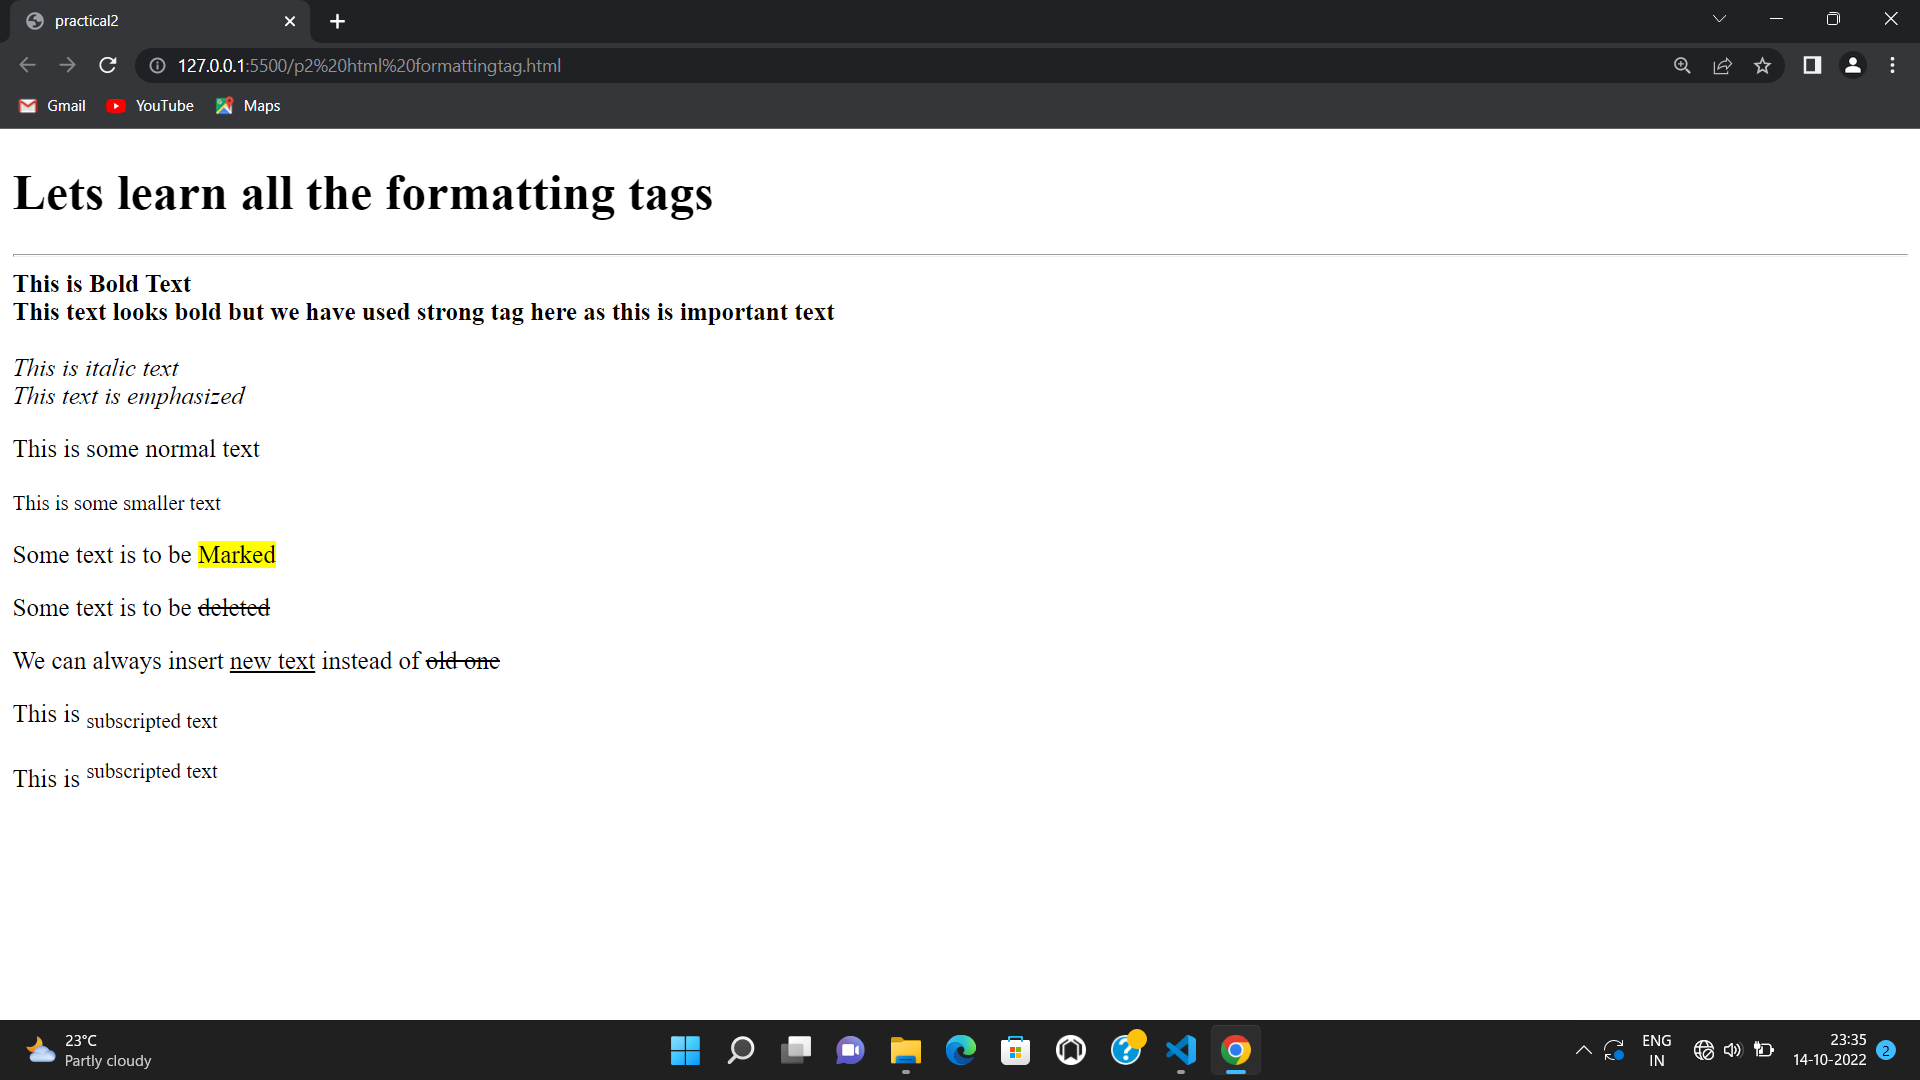 practical2
127.0.0.1:5500/p2%20html%20formattingtag.html
Gmail YouTube Maps
Lets learn all the formatting tags
This is Bold Text
This text looks bold but we have used strong tag here as this is important text
This is italic text
This text is emphasized
This is some normal text
This is some smaller text
Some text is to be Marked
Some text is to be deleted
We can always insert new text instead of old one
This is subscripted text
This is subscripted text
23°C
Partly cloudy
ENG
IN
23:35
14-10-2022
2